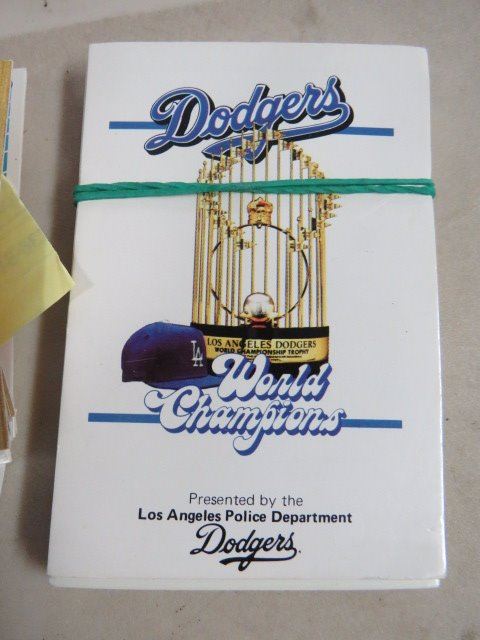 Dodgers
LOS ANGELES DODGERS
WORLD CHAMPIONSHIP TROPHY
LA
World
Champions
Presented by the
Los Angeles Police Department
Dodgers